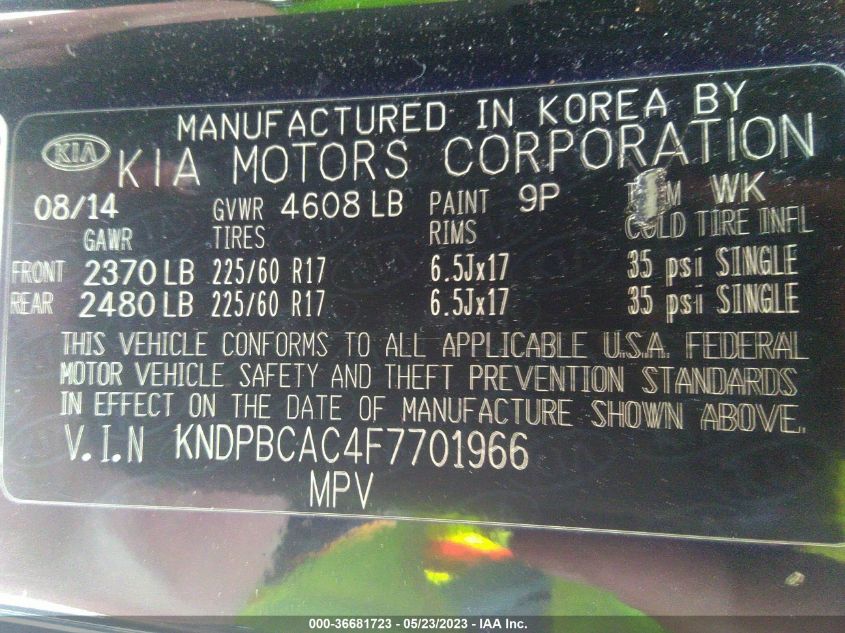 MANUFACTURED IN KOREA BY
KIA KIA MOTORS CORPORATION
08/14 GVWR 4608 LB PAINT 9P WK
GAWR TIRES RIMS COLD TIRE INFL
FRONT 2370 LB 225/60 R17 6.5Jx17 35 psi SINGLE
REAR 2480 LB 225/60 R17 6.5Jx17 35 psi SINGLE
THIS VEHICLE CONFORMS TO ALL APPLICABLE U.S.A. FEDERAL
MOTOR VEHICLE SAFETY AND THEFT PREVENTION STANDARDS
IN EFFECT ON THE DATE OF MANUFACTURE SHOWN ABOVE.
V.I.N KNDPBCAC4F7701966
MPV
000-36681723 - 05/23/2023 - IAA Inc.